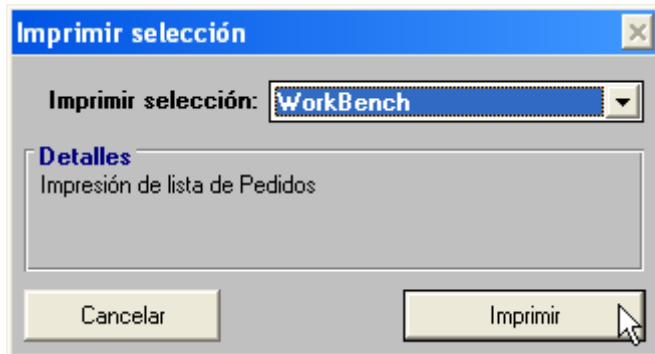 Imprimir selección
Imprimir selección: WorkBench
Detalles
Impresión de lista de Pedidos
Cancelar Imprimir